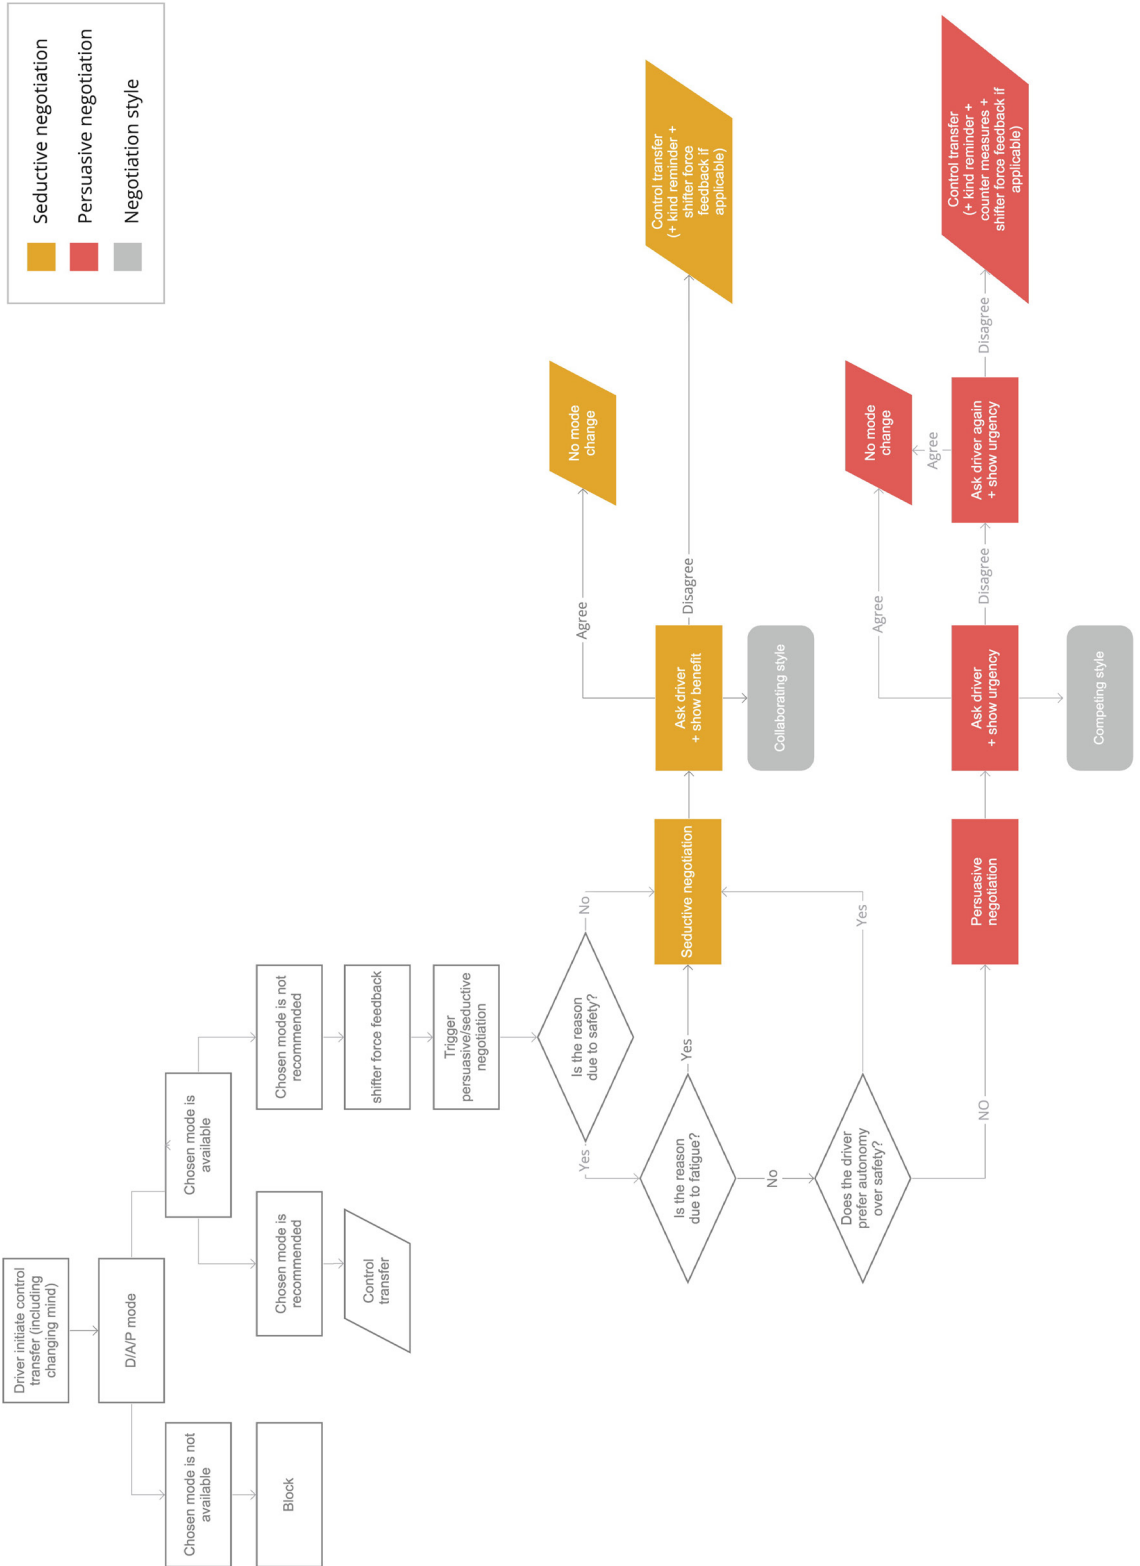 Seductive negotiation
Persuasive negotiation
Negotiation style
Driver initiate control
transfer (including
changing mind)
D/A/P mode
Chosen mode is not
available
Block
Chosen mode is
available
Chosen mode is
recommended
Control
transfer
Chosen mode is not
recommended
shifter force feedback
Trigger
persuasive/seductive
negotiation
Is the reason
due to safety?
No
Yes
Is the reason
due to fatigue?
Yes
No
Does the driver
prefer autonomy
over safety?
Yes
NO
Seductive negotiation
Ask driver
+ show benefit
Collaborating style
Agree
No mode
change
Disagree
Control transfer
(+ kind reminder +
shifter force
feedback if
applicable)
Persuasive
negotiation
Ask driver
+ show urgency
Competing style
Agree
No mode
change
Disagree
Ask driver again
+ show urgency
Agree
Disagree
Control transfer
(+ kind reminder +
counter measures +
shifter force feedback if
applicable)